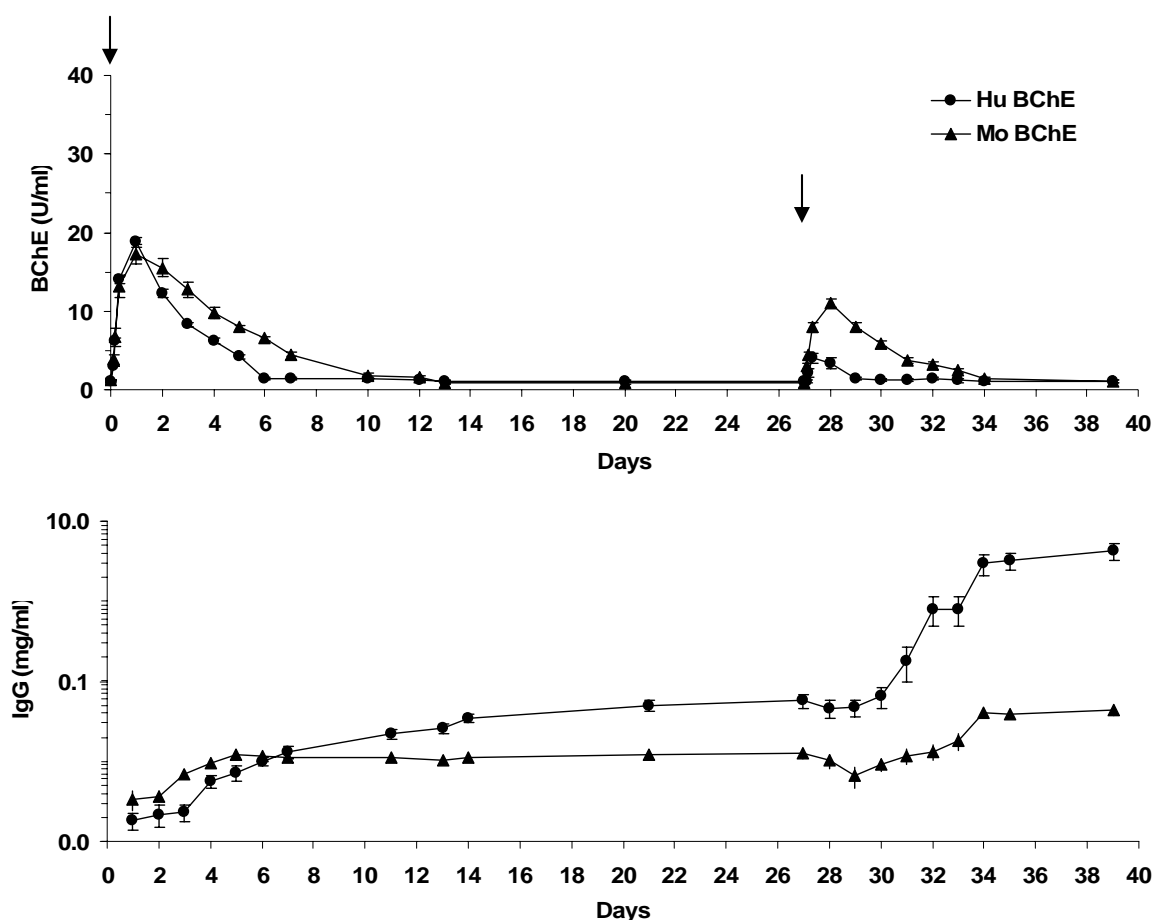 40
30
20
10
0
BChE (U/ml)
Hu BChE
Mo BChE
0 2 4 6 8 10 12 14 16 18 20 22 24 26 28 30 32 34 36 38 40
Days
10.0
0.1
0.0
IgG (mg/ml)
0 2 4 6 8 10 12 14 16 18 20 22 24 26 28 30 32 34 36 38 40
Days